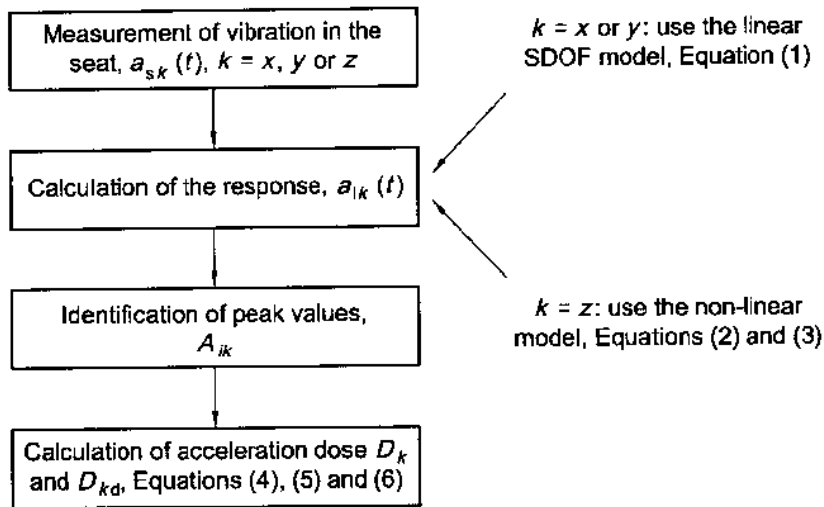 Measurement of vibration in the
seat, a_sk (t), k = x, y or z
k = x or y: use the linear
SDOF model, Equation (1)
Calculation of the response, a_lk (t)
Identification of peak values,
A_ik
k = z: use the non-linear
model, Equations (2) and (3)
Calculation of acceleration dose D_k
and D_kd, Equations (4), (5) and (6)